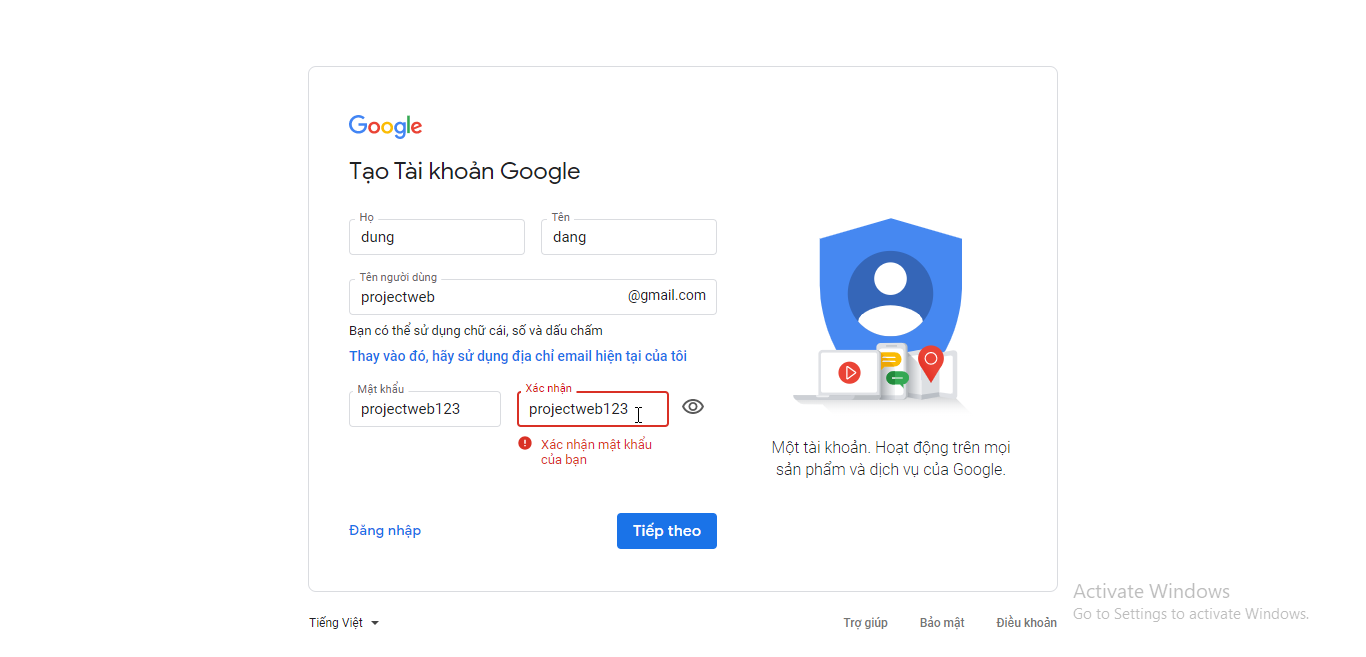 Google
Tạo Tài khoản Google
Họ
dung
Tên
dang
Tên người dùng
projectweb
@gmail.com
Bạn có thể sử dụng chữ cái, số và dấu chấm
Thay vào đó, hãy sử dụng địa chỉ email hiện tại của tôi
Mật khẩu
projectweb123
Xác nhận
projectweb123
Xác nhận mật khẩu
của bạn
Đăng nhập
Tiếp theo
Một tài khoản. Hoạt động trên mọi
sản phẩm và dịch vụ của Google.
Tiếng Việt
Trợ giúp
Bảo mật
Điều khoản
Activate Windows
Go to Settings to activate Windows.